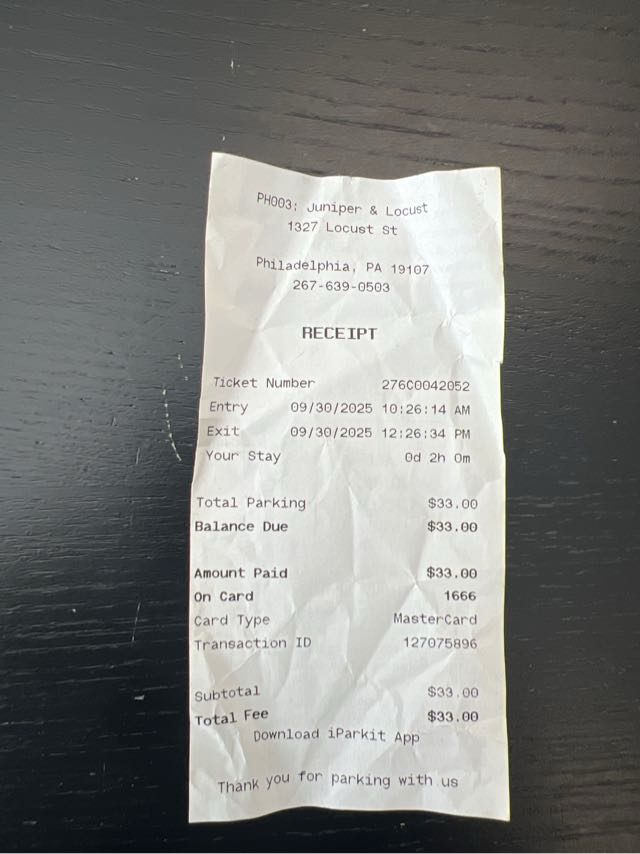 PH003: Juniper & Locust
1327 Locust St
Philadelphia, PA 19107
267-639-0503
RECEIPT
Ticket Number 276C0042052
Entry 09/30/2025 10:26:14 AM
Exit 09/30/2025 12:26:34 PM
Your Stay 0d 2h 0m
Total Parking $33.00
Balance Due $33.00
Amount Paid $33.00
On Card 1666
Card Type MasterCard
Transaction ID 127075896
Subtotal $33.00
Total Fee $33.00
Download iParkit App
Thank you for parking with us